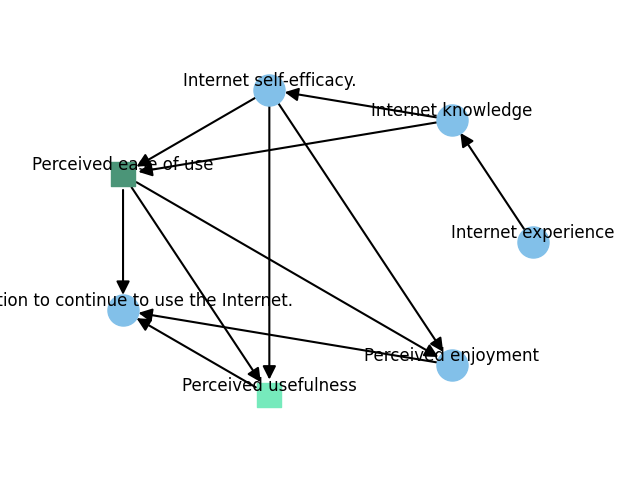 Internet self-efficacy.
Internet knowledge
Perceived ease of use
Internet experience
to continue to use the Internet.
Perceived enjoyment
Perceived usefulness